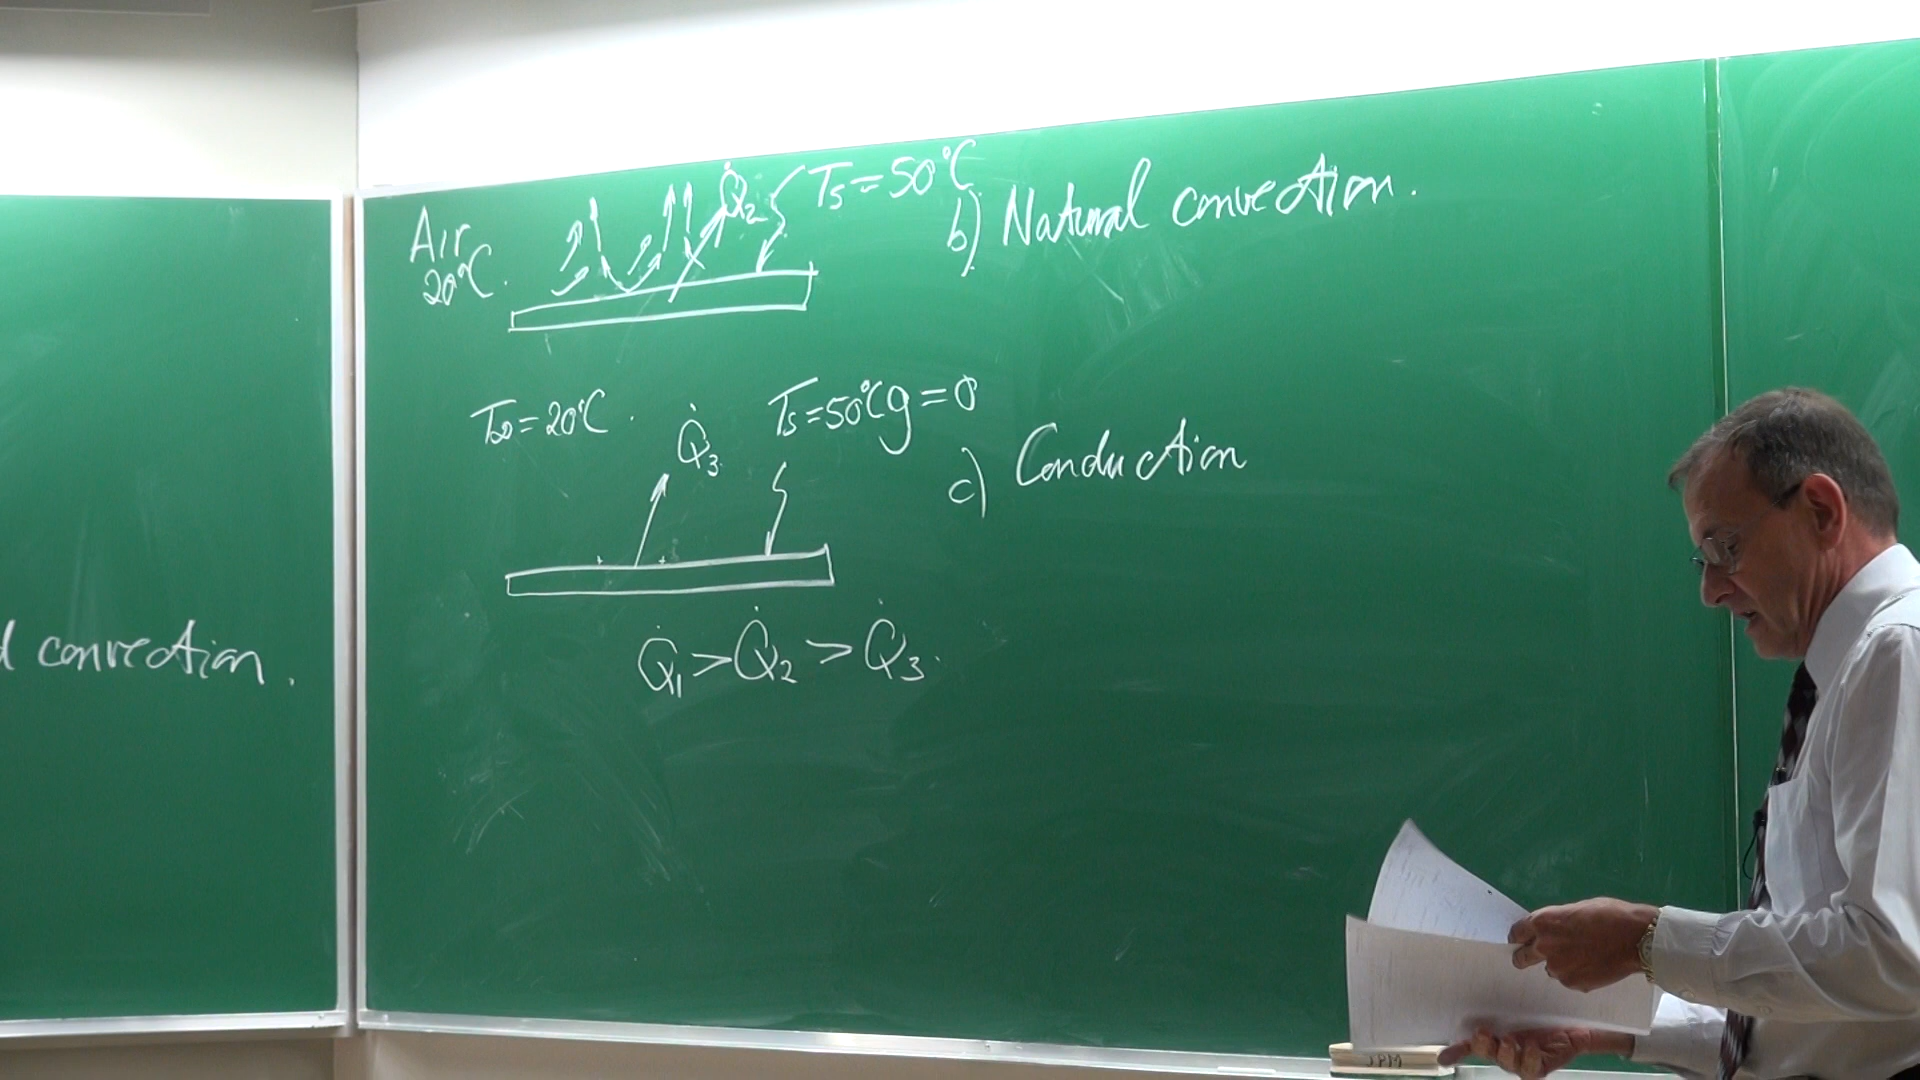 d convection.
Air
20°C.
Q̇₂
Ts = 50°C
b) Natural convection.
T∞ = 20°C.
Q̇₃
Ts = 50°C g = 0
c) Conduction
Q̇₁ > Q̇₂ > Q̇₃.